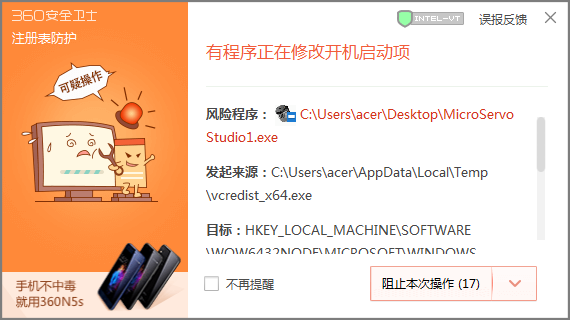 360安全卫士
注册表防护
可疑操作
手机不中毒
就用360N5s
INTEL-VT
误报反馈
有程序正在修改开机启动项
风险程序： C:\Users\acer\Desktop\MicroServo
Studio1.exe
发起来源：C:\Users\acer\AppData\Local\Temp
\vcredist_x64.exe
目标：HKEY_LOCAL_MACHINE\SOFTWARE
\WOW6432NODE\MICROSOFT\WINDOWS
不再提醒
阻止本次操作 (17)